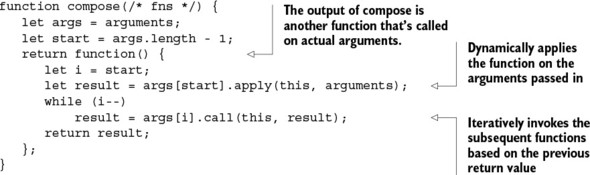 function compose(/* fns */) {
let args = arguments;
let start = args.length - 1;
return function() {
let i = start;
let result = args[start].apply(this, arguments);
while (i--)
result = args[i].call(this, result);
return result;
};
}
The output of compose is
another function that's called
on actual arguments.
Dynamically applies
the function on the
arguments passed in
Iteratively invokes the
subsequent functions
based on the previous
return value